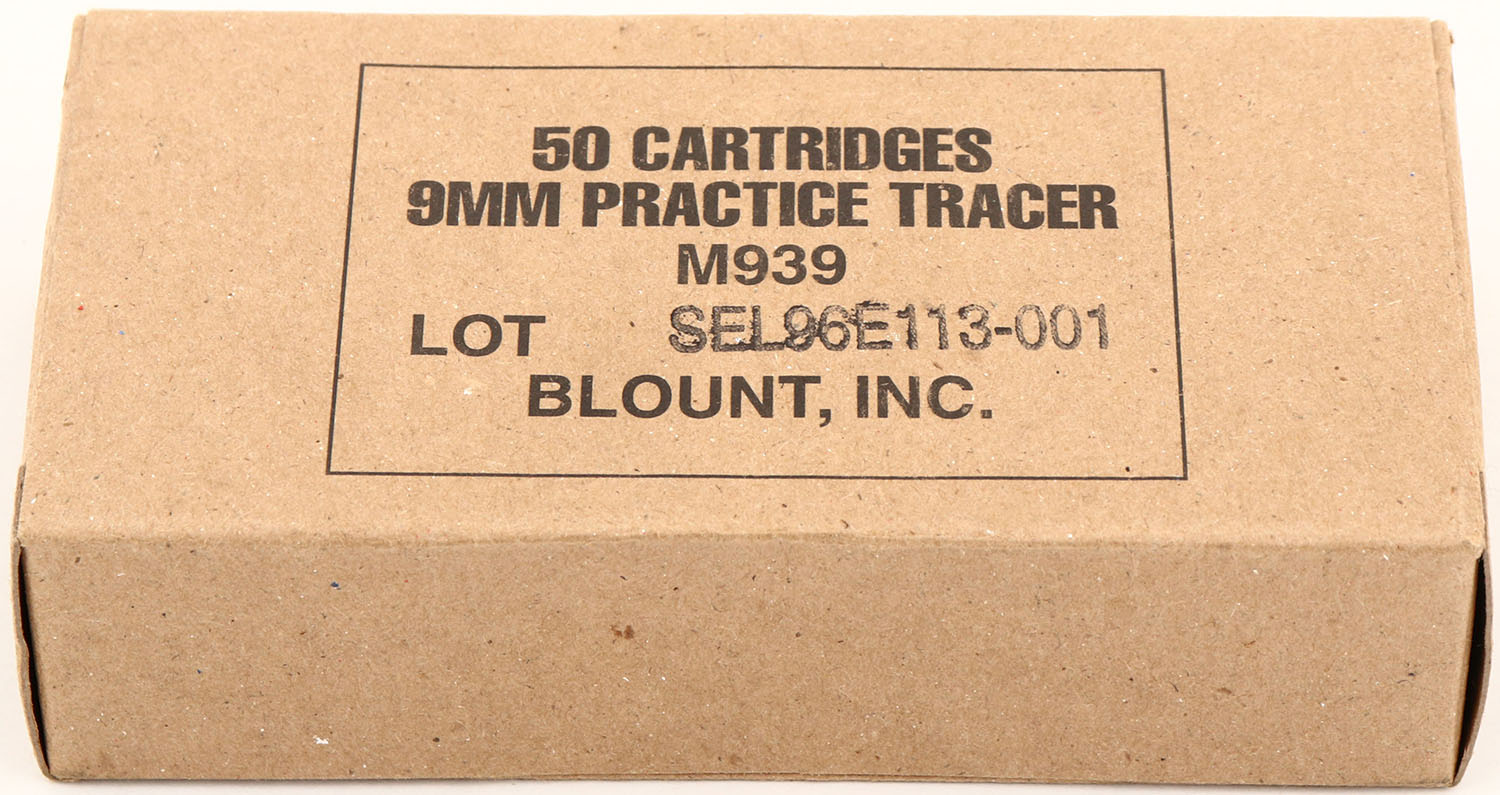 50 CARTRIDGES
9MM PRACTICE TRACER
M939
LOT SEL96E113-001
BLOUNT, INC.